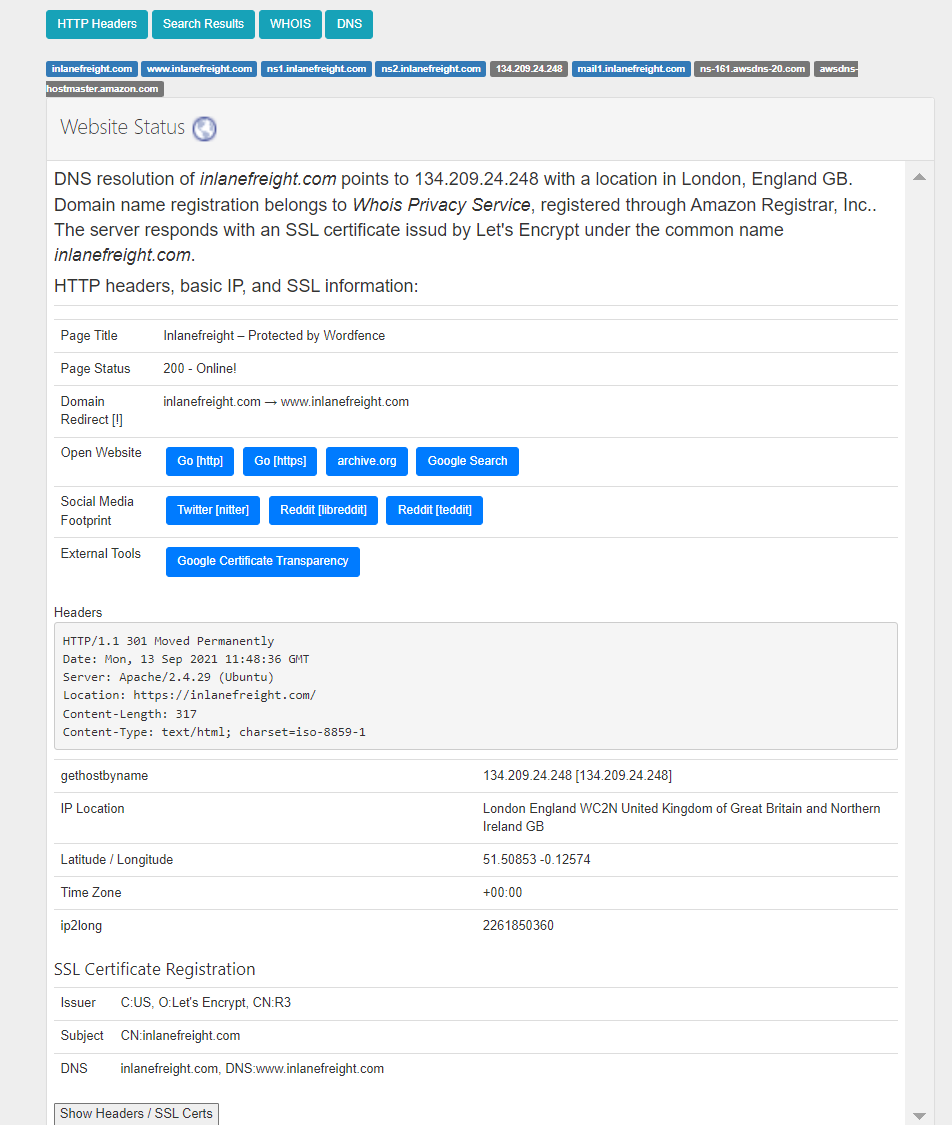 HTTP Headers Search Results WHOIS DNS
inlanefreight.com www.inlanefreight.com ns1.inlanefreight.com ns2.inlanefreight.com 134.209.24.248 mail1.inlanefreight.com ns-161.awsdns-20.com awsdns-
hostmaster.amazon.com
Website Status
DNS resolution of inlanefreight.com points to 134.209.24.248 with a location in London, England GB.
Domain name registration belongs to Whois Privacy Service, registered through Amazon Registrar, Inc..
The server responds with an SSL certificate issud by Let's Encrypt under the common name
inlanefreight.com.
HTTP headers, basic IP, and SSL information:
Page Title Inlanefreight – Protected by Wordfence
Page Status 200 - Online!
Domain
Redirect [!] inlanefreight.com → www.inlanefreight.com
Open Website Go [http] Go [https] archive.org Google Search
Social Media
Footprint Twitter [nitter] Reddit [libreddit] Reddit [teddit]
External Tools Google Certificate Transparency
Headers
HTTP/1.1 301 Moved Permanently
Date: Mon, 13 Sep 2021 11:48:36 GMT
Server: Apache/2.4.29 (Ubuntu)
Location: https://inlanefreight.com/
Content-Length: 317
Content-Type: text/html; charset=iso-8859-1
gethostbyname 134.209.24.248 [134.209.24.248]
IP Location London England WC2N United Kingdom of Great Britain and Northern
Ireland GB
Latitude / Longitude 51.50853 -0.12574
Time Zone +00:00
ip2long 2261850360
SSL Certificate Registration
Issuer C:US, O:Let's Encrypt, CN:R3
Subject CN:inlanefreight.com
DNS inlanefreight.com, DNS:www.inlanefreight.com
Show Headers / SSL Certs